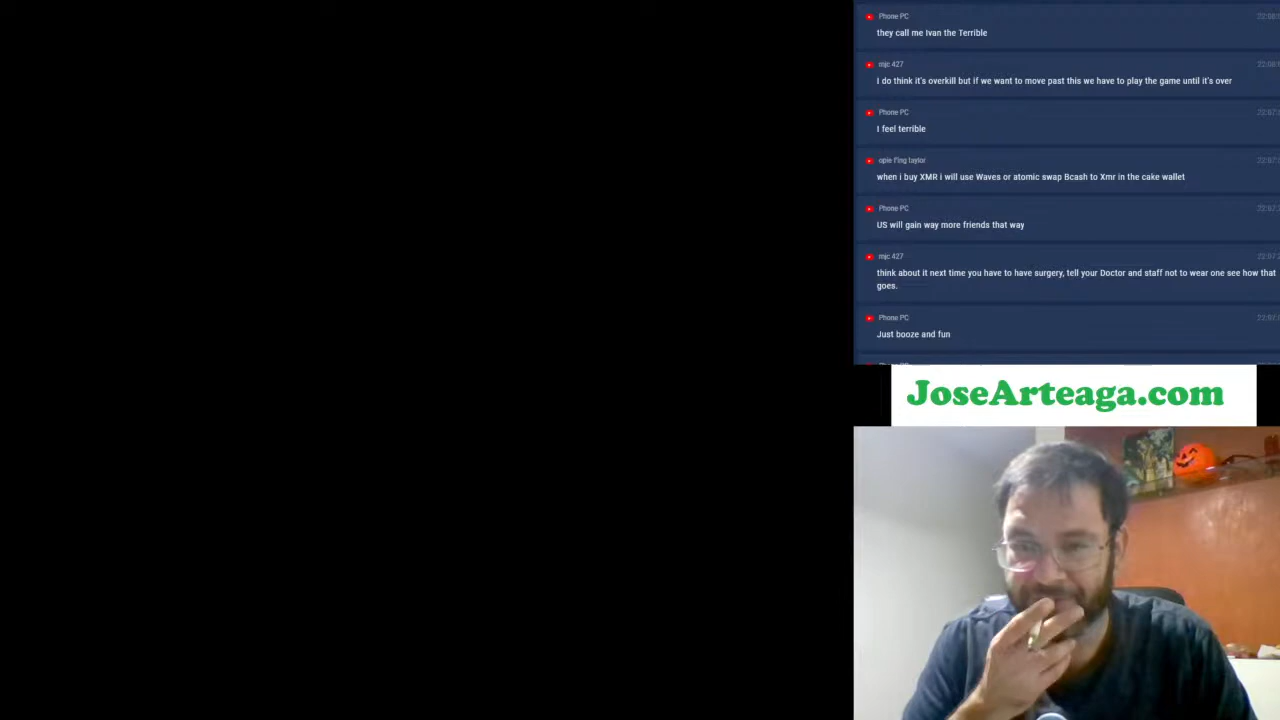 Phone PC
they call me Ivan the Terrible
mjc 427
I do think it's overkill but if we want to move past this we have to play the game until it's over
Phone PC
I feel terrible
opie f'ing taylor
when i buy XMR i will use Waves or atomic swap Bcash to Xmr in the cake wallet
Phone PC
US will gain way more friends that way
mjc 427
think about it next time you have to have surgery, tell your Doctor and staff not to wear one see how that
goes.
Phone PC
Just booze and fun
JoseArteaga.com